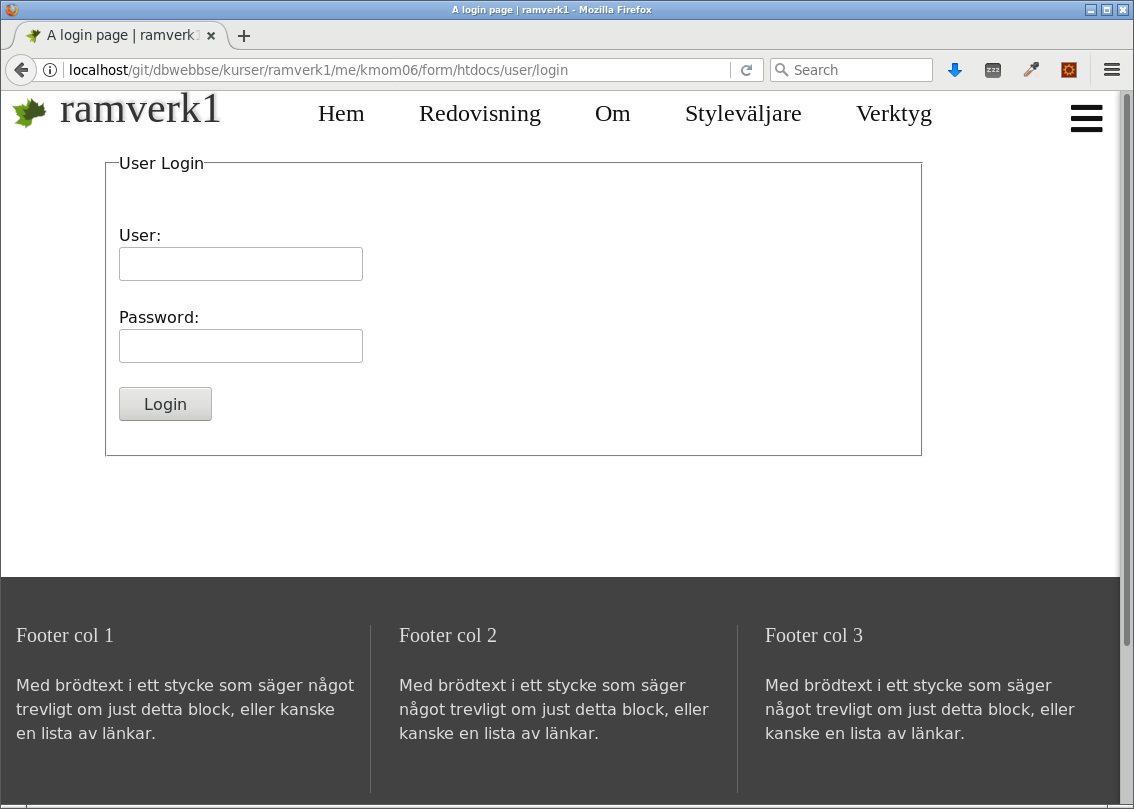 A login page | ramverk1 - Mozilla Firefox
A login page | ramverk1
localhost/git/dbwebbse/kurser/ramverk1/me/kmom06/form/htdocs/user/login
Search
zzz
ramverk1
Hem Redovisning Om Styleväljare Verktyg
User Login
User:
Password:
Login
Footer col 1
Med brödtext i ett stycke som säger något
trevligt om just detta block, eller kanske
en lista av länkar.
Footer col 2
Med brödtext i ett stycke som säger
något trevligt om just detta block, eller
kanske en lista av länkar.
Footer col 3
Med brödtext i ett stycke som säger
något trevligt om just detta block, eller
kanske en lista av länkar.